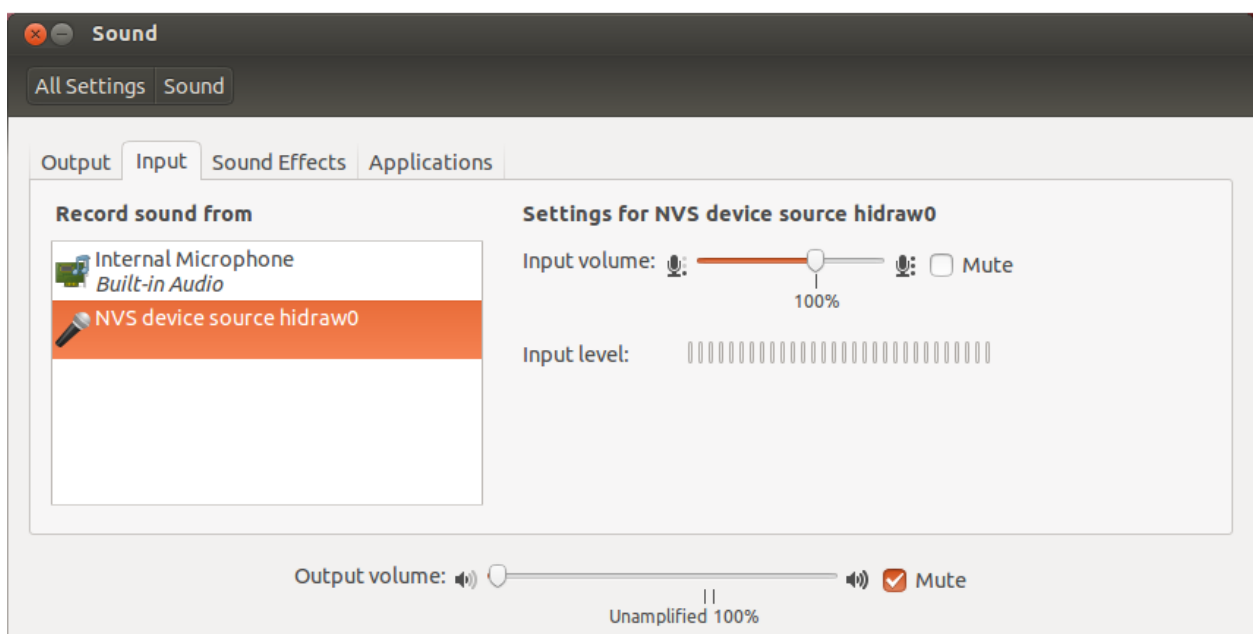 Sound
All Settings Sound
Output Input Sound Effects Applications
Record sound from
Internal Microphone
Built-in Audio
NVS device source hidraw0
Settings for NVS device source hidraw0
Input volume: Mute
100%
Input level:
Output volume: Mute
Unamplified 100%